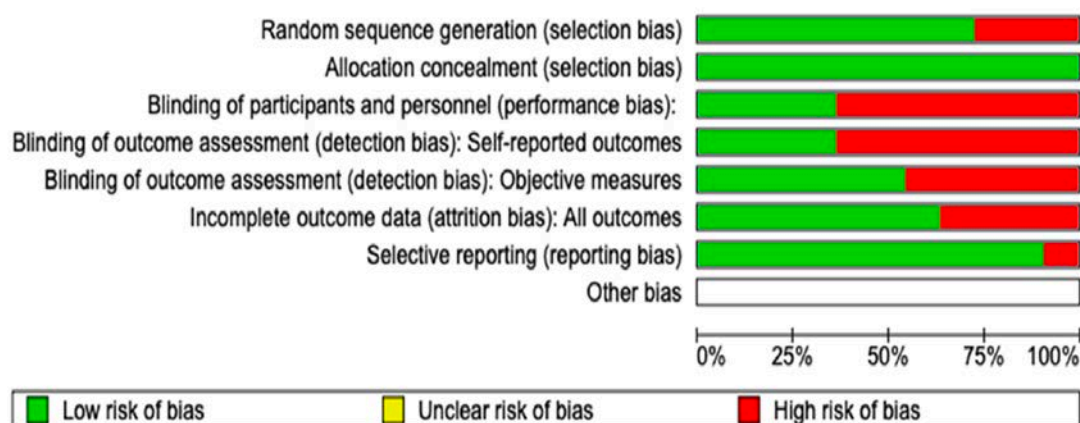 Random sequence generation (selection bias)
Allocation concealment (selection bias)
Blinding of participants and personnel (performance bias):
Blinding of outcome assessment (detection bias): Self-reported outcomes
Blinding of outcome assessment (detection bias): Objective measures
Incomplete outcome data (attrition bias): All outcomes
Selective reporting (reporting bias)
Other bias
0% 25% 50% 75% 100%
Low risk of bias Unclear risk of bias High risk of bias